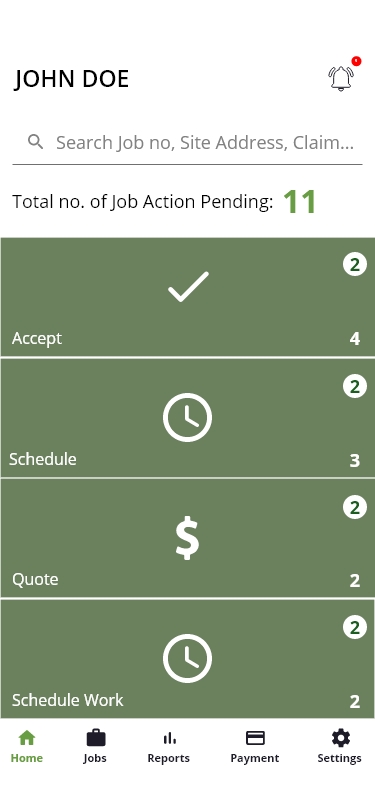 JOHN DOE
Search Job no, Site Address, Claim...
Total no. of Job Action Pending: 11
2
Accept 4
2
Schedule 3
2
$
Quote 2
2
Schedule Work 2
Home Jobs Reports Payment Settings